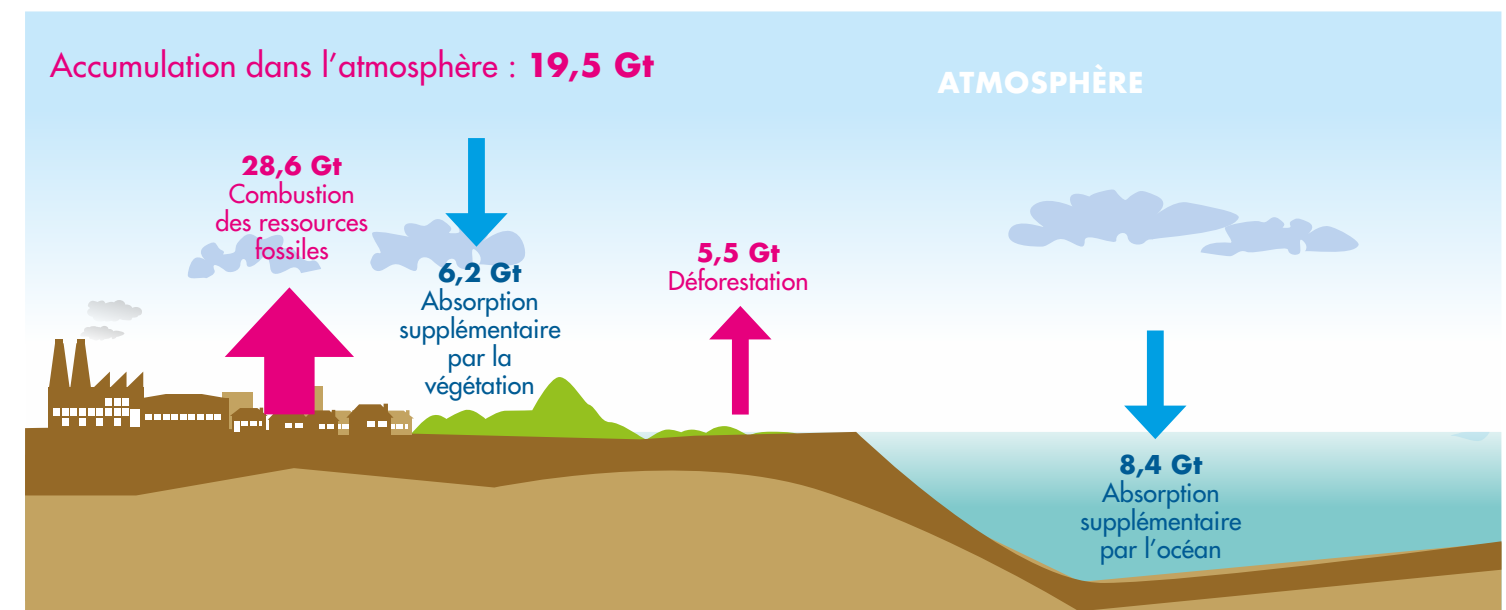 Accumulation dans l’atmosphère : 19,5 Gt
ATMOSPHÈRE
28,6 Gt
Combustion
des ressources
fossiles
6,2 Gt
Absorption
supplémentaire
par la
végétation
5,5 Gt
Déforestation
8,4 Gt
Absorption
supplémentaire
par l’océan